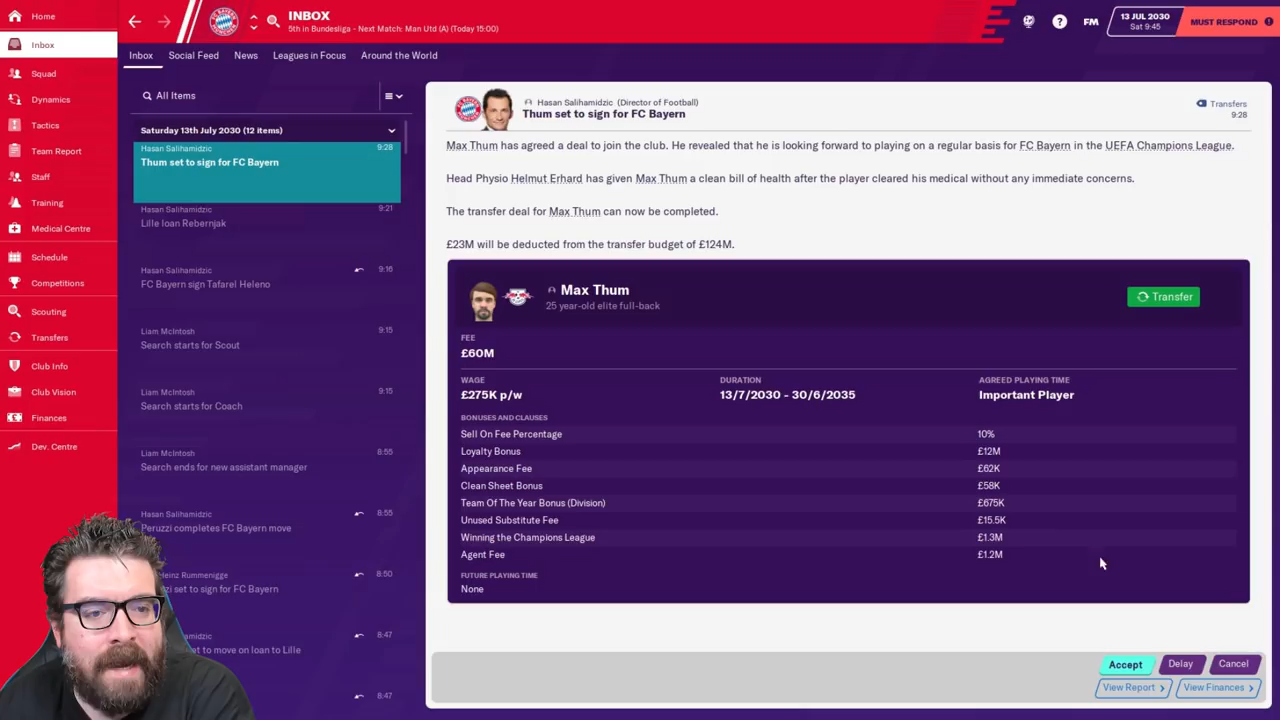 Home
Inbox
Squad
Dynamics
Tactics
Team Report
Staff
Training
Medical Centre
Schedule
Competitions
Scouting
Transfers
Club Info
Club Vision
Finances
Dev. Centre
INBOX
5th in Bundesliga - Next Match: Man Utd (A) (Today 15:00)
?
FM
13 JUL 2030
Sat 9:45
MUST RESPOND
Inbox
Social Feed
News
Leagues in Focus
Around the World
All Items
Saturday 13th July 2030 (12 items)
Hasan Salihamidzic 9:28
Thum set to sign for FC Bayern
Hasan Salihamidzic 9:21
Lille loan Rebernjak
Hasan Salihamidzic 9:16
FC Bayern sign Tafarel Heleno
Liam McIntosh 9:15
Search starts for Scout
Liam McIntosh 9:15
Search starts for Coach
Liam McIntosh 8:55
Search ends for new assistant manager
Hasan Salihamidzic 8:55
Peruzzi completes FC Bayern move
Heinz Rummenigge 8:50
set to sign for FC Bayern
8:47
to move on loan to Lille
8:47
Hasan Salihamidzic (Director of Football)
Thum set to sign for FC Bayern
Transfers
9:28
Max Thum has agreed a deal to join the club. He revealed that he is looking forward to playing on a regular basis for FC Bayern in the UEFA Champions League.
Head Physio Helmut Erhard has given Max Thum a clean bill of health after the player cleared his medical without any immediate concerns.
The transfer deal for Max Thum can now be completed.
£23M will be deducted from the transfer budget of £124M.
Max Thum
25 year-old elite full-back
Transfer
FEE
£60M
WAGE DURATION AGREED PLAYING TIME
£275K p/w 13/7/2030 - 30/6/2035 Important Player
BONUSES AND CLAUSES
Sell On Fee Percentage 10%
Loyalty Bonus £12M
Appearance Fee £62K
Clean Sheet Bonus £58K
Team Of The Year Bonus (Division) £675K
Unused Substitute Fee £15.5K
Winning the Champions League £1.3M
Agent Fee £1.2M
FUTURE PLAYING TIME
None
Accept
Delay
Cancel
View Report
View Finances